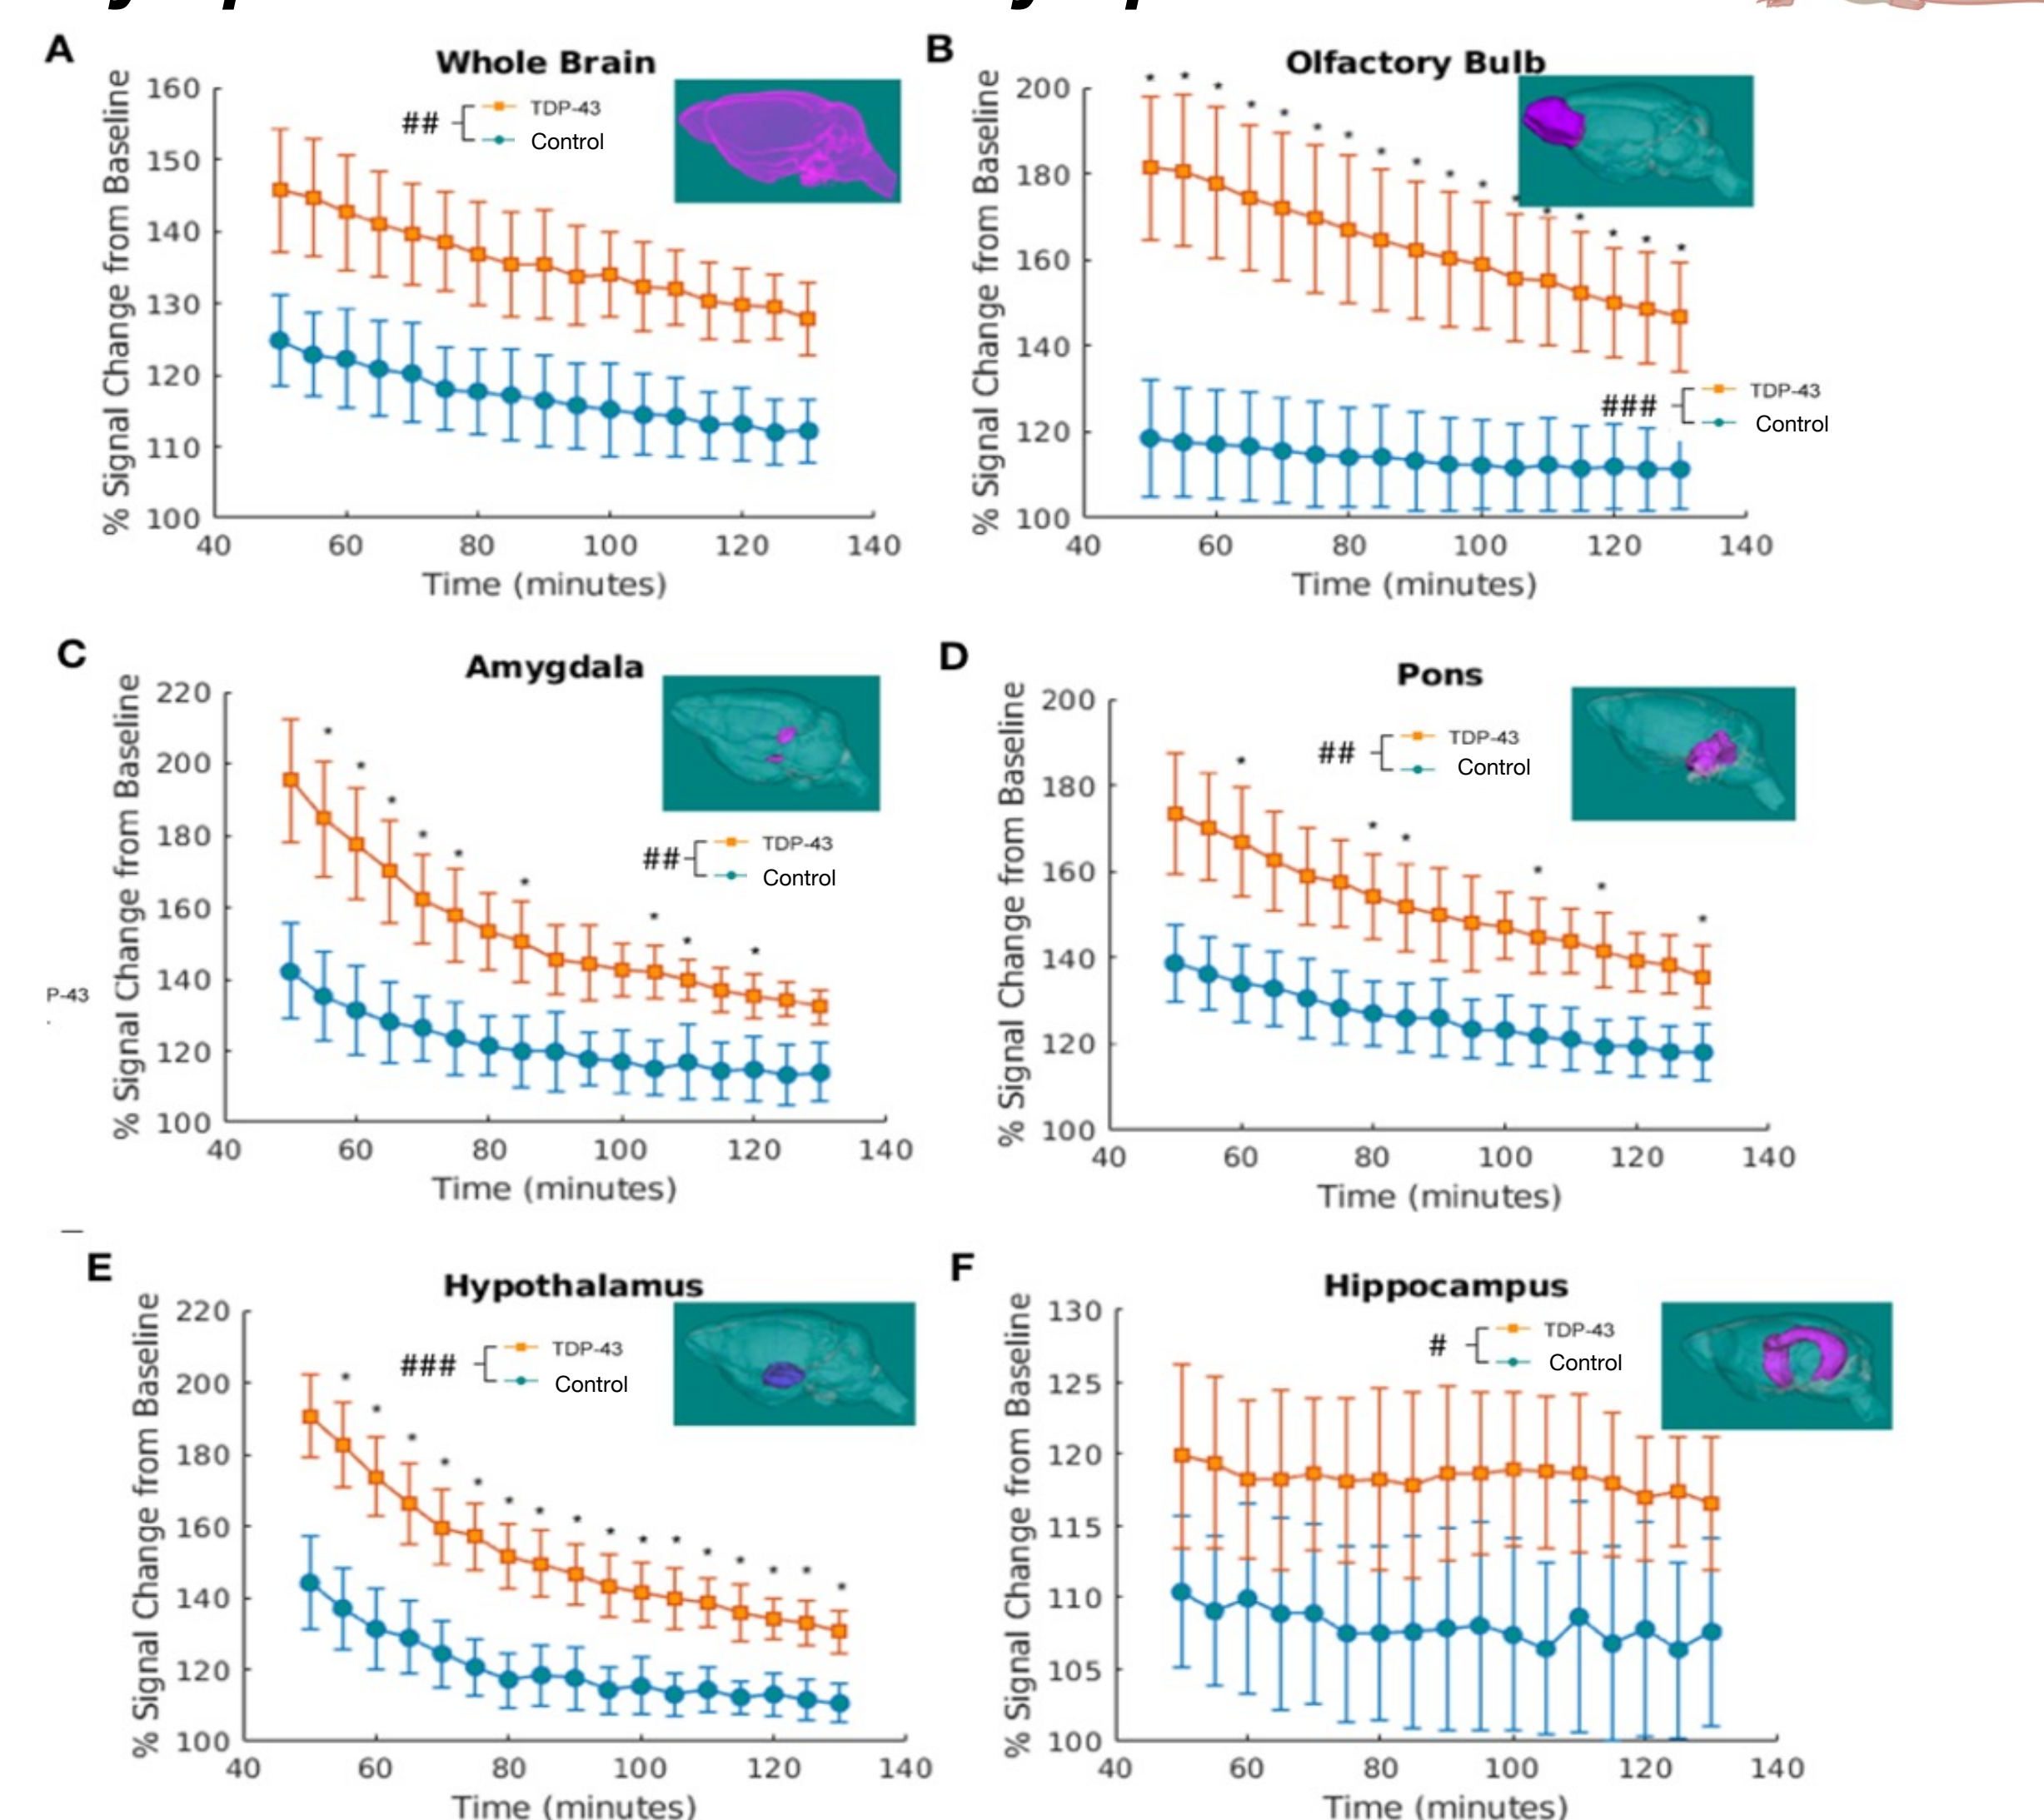 A
Whole Brain
% Signal Change from Baseline
160
150
140
130
120
110
100
## TDP-43
Control
40 60 80 100 120 140
Time (minutes)
B
Olfactory Bulb
% Signal Change from Baseline
200
180
160
140
120
100
* * * * * * * * * * * * * * * * *
### TDP-43
Control
40 60 80 100 120 140
Time (minutes)
C
Amygdala
% Signal Change from Baseline
220
200
180
160
140
120
100
* * * * * * * * *
## TDP-43
Control
40 60 80 100 120 140
Time (minutes)
P-43
D
Pons
% Signal Change from Baseline
200
180
160
140
120
100
* * * * * *
## TDP-43
Control
40 60 80 100 120 140
Time (minutes)
E
Hypothalamus
% Signal Change from Baseline
220
200
180
160
140
120
100
* * * * * * * * * * * * * * * *
### TDP-43
Control
40 60 80 100 120 140
Time (minutes)
F
Hippocampus
% Signal Change from Baseline
130
125
120
115
110
105
100
# TDP-43
Control
40 60 80 100 120 140
Time (minutes)